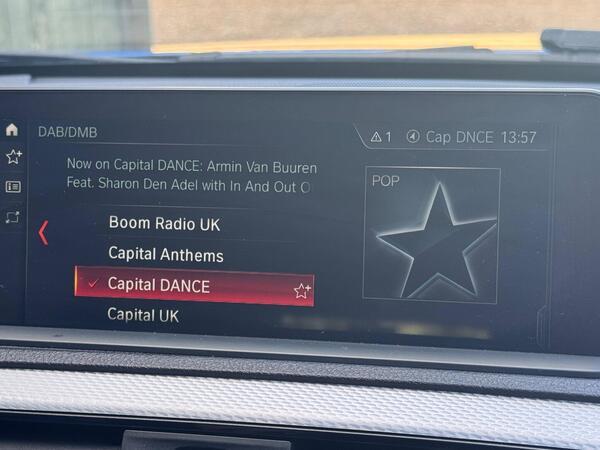 DAB/DMB
1 Cap DNCE 13:57
Now on Capital DANCE: Armin Van Buuren
Feat. Sharon Den Adel with In And Out O
POP
Boom Radio UK
Capital Anthems
Capital DANCE
Capital UK